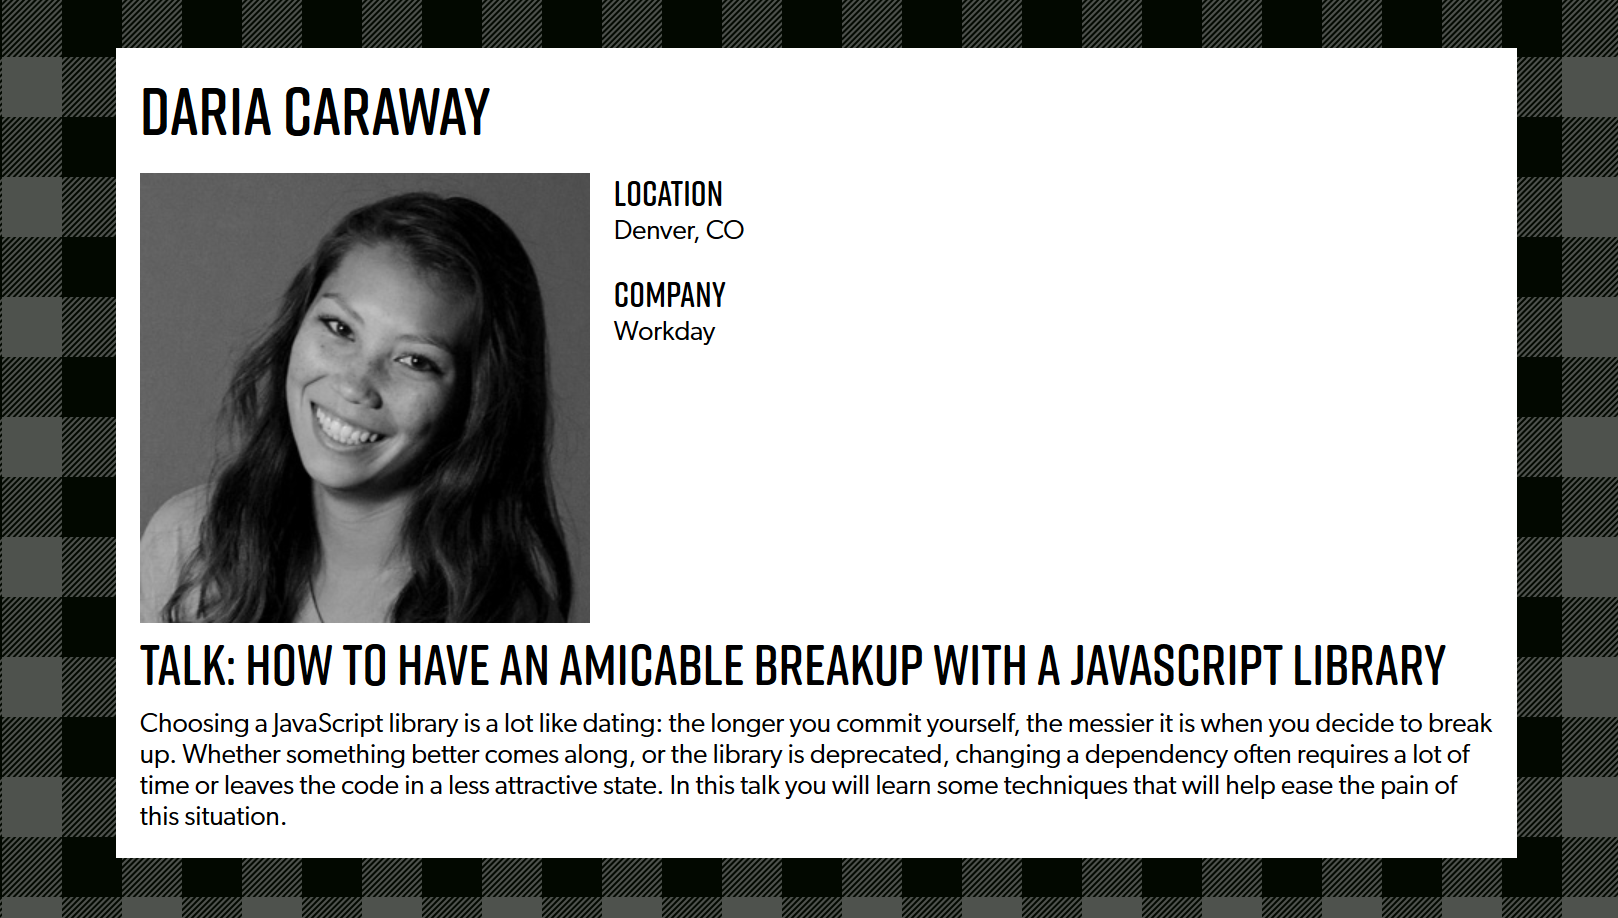 DARIA CARAWAY
LOCATION
Denver, CO
COMPANY
Workday
TALK: HOW TO HAVE AN AMICABLE BREAKUP WITH A JAVASCRIPT LIBRARY
Choosing a JavaScript library is a lot like dating: the longer you commit yourself, the messier it is when you decide to break
up. Whether something better comes along, or the library is deprecated, changing a dependency often requires a lot of
time or leaves the code in a less attractive state. In this talk you will learn some techniques that will help ease the pain of
this situation.